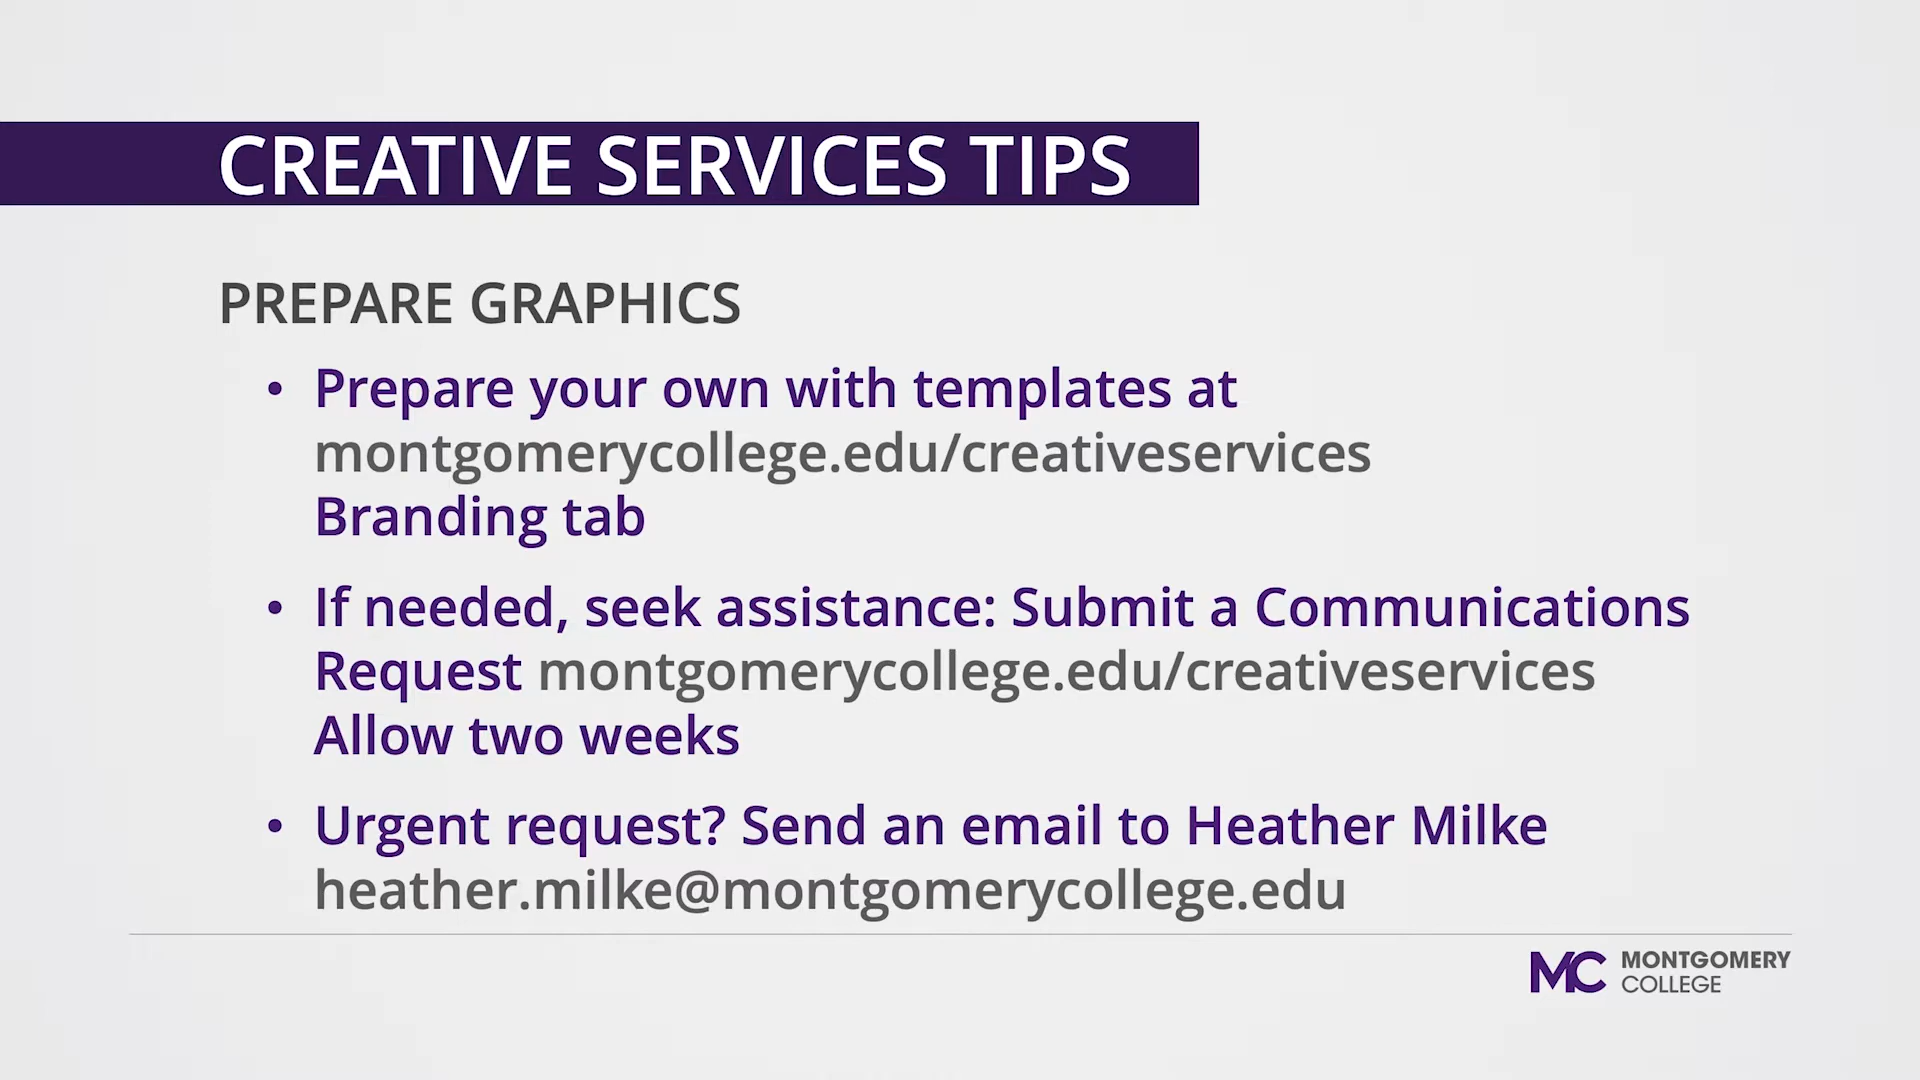 CREATIVE SERVICES TIPS
PREPARE GRAPHICS
• Prepare your own with templates at
montgomerycollege.edu/creativeservices
Branding tab
• If needed, seek assistance: Submit a Communications
Request montgomerycollege.edu/creativeservices
Allow two weeks
• Urgent request? Send an email to Heather Milke
heather.milke@montgomerycollege.edu
MC MONTGOMERY
COLLEGE